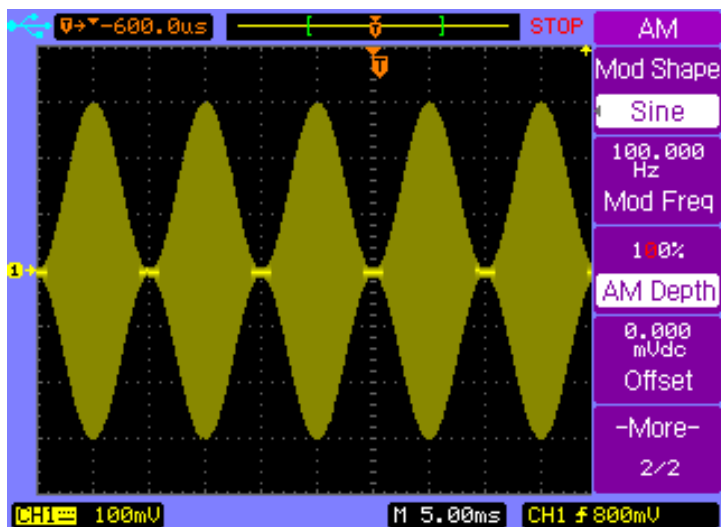 -600.0us
STOP
AM
T
Mod Shape
Sine
100.000
Hz
Mod Freq
100%
AM Depth
0.000
mVdc
Offset
-More-
2/2
1
CH1 100mV
M 5.00ms
CH1 800mV